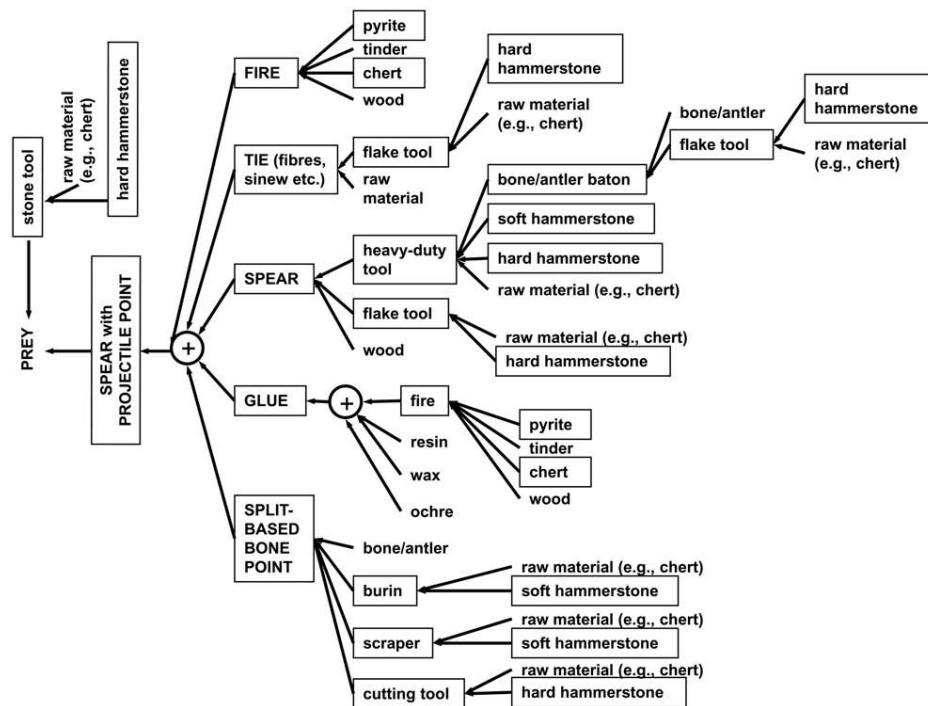 stone tool
raw material
(e.g., chert)
hard hammerstone
PREY
SPEAR with
PROJECTILE POINT
+
FIRE
pyrite
tinder
chert
wood
TIE (fibres,
sinew etc.)
flake tool
hard
hammerstone
raw material
(e.g., chert)
raw
material
SPEAR
heavy-duty
tool
bone/antler baton
bone/antler
flake tool
hard
hammerstone
raw material
(e.g., chert)
soft hammerstone
hard hammerstone
raw material (e.g., chert)
flake tool
raw material (e.g., chert)
hard hammerstone
wood
GLUE
+
fire
pyrite
tinder
chert
wood
resin
wax
ochre
SPLIT-
BASED
BONE
POINT
bone/antler
burin
raw material (e.g., chert)
soft hammerstone
scraper
raw material (e.g., chert)
soft hammerstone
cutting tool
raw material (e.g., chert)
hard hammerstone